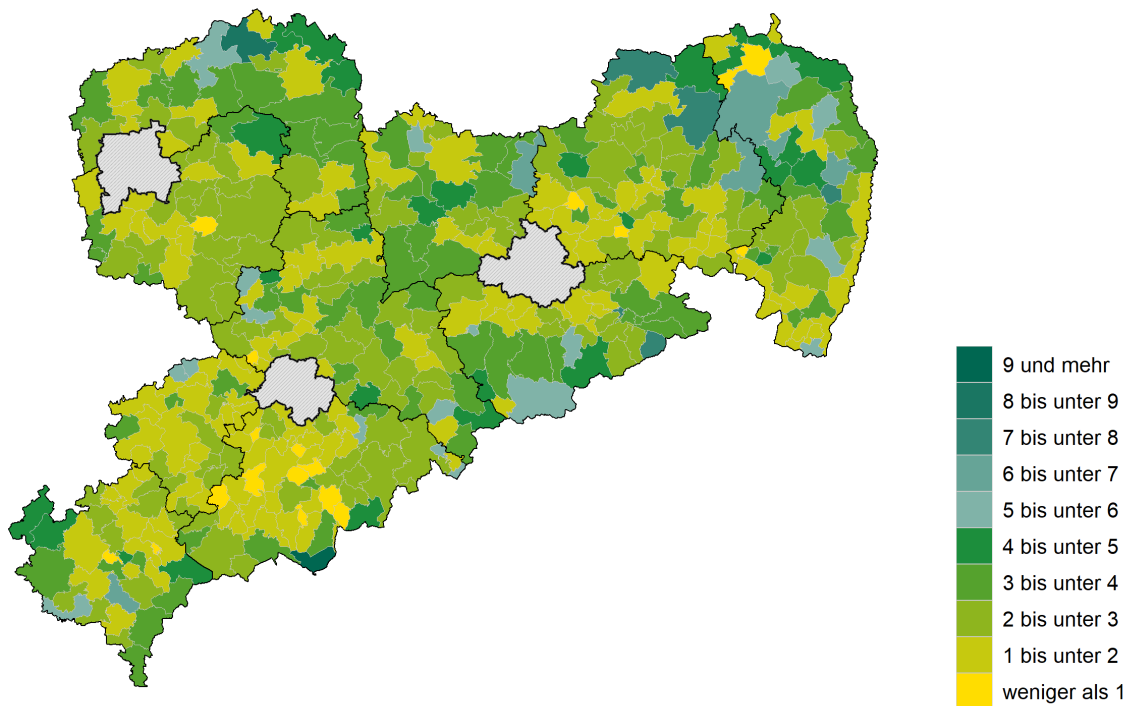 9 und mehr
8 bis unter 9
7 bis unter 8
6 bis unter 7
5 bis unter 6
4 bis unter 5
3 bis unter 4
2 bis unter 3
1 bis unter 2
weniger als 1